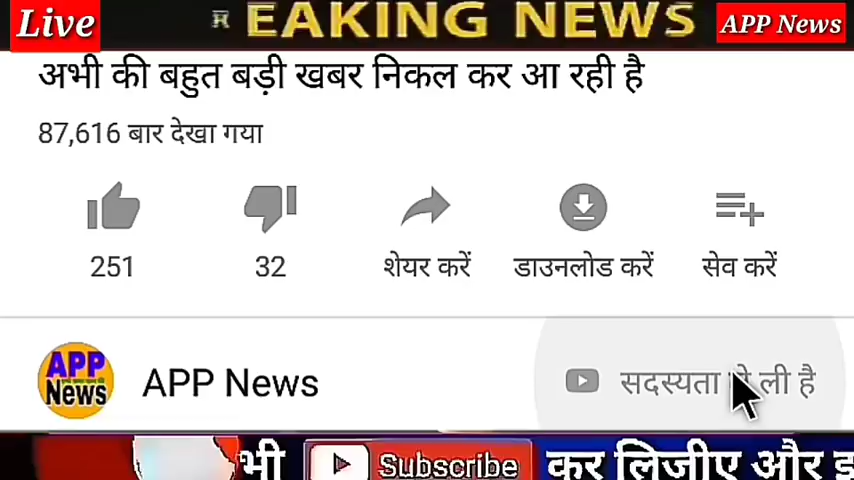 Live
EAKING NEWS
APP News
अभी की बहुत बड़ी खबर निकल कर आ रही है
87,616 बार देखा गया
251
32
शेयर करें
डाउनलोड करें
सेव करें
APP
News
APP News
सदस्यता ली है
भी
Subscribe
कर लिजीए और